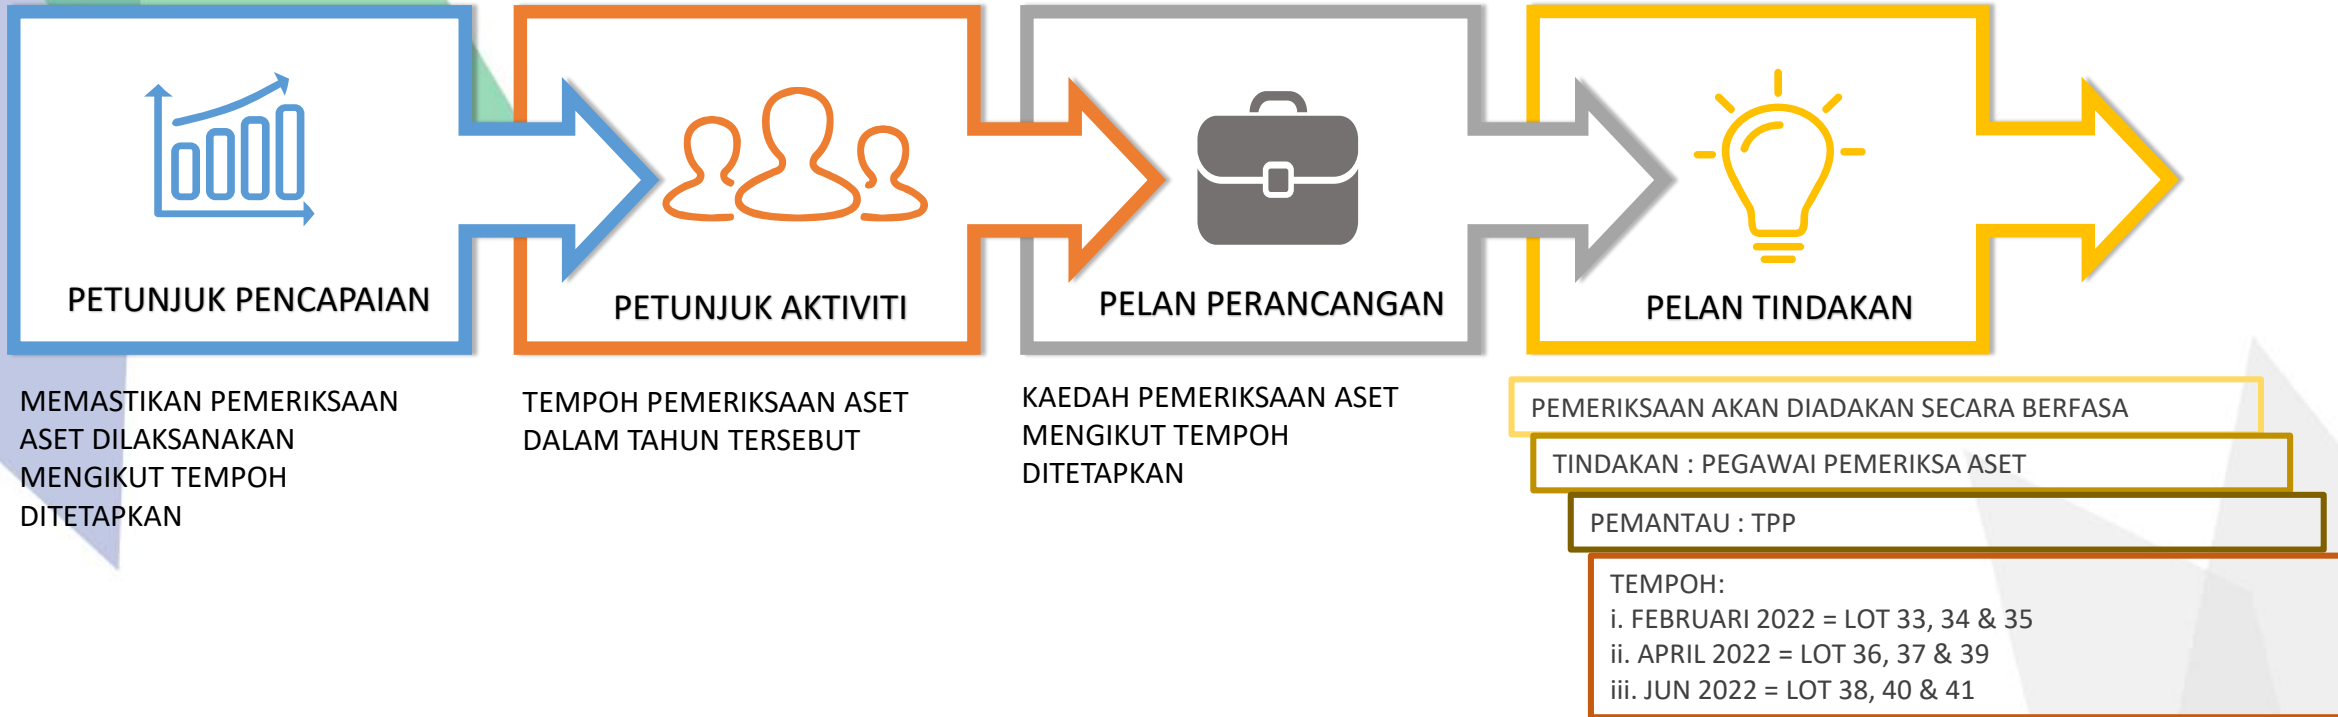 PETUNJUK PENCAPAIAN
MEMASTIKAN PEMERIKSAAN
ASET DILAKSANAKAN
MENGIKUT TEMPOH
DITETAPKAN
PETUNJUK AKTIVITI
TEMPOH PEMERIKSAAN ASET
DALAM TAHUN TERSEBUT
PELAN PERANCANGAN
KAEDAH PEMERIKSAAN ASET
MENGIKUT TEMPOH
DITETAPKAN
PELAN TINDAKAN
PEMERIKSAAN AKAN DIADAKAN SECARA BERFASA
TINDAKAN : PEGAWAI PEMERIKSA ASET
PEMANTAU : TPP
TEMPOH:
i. FEBRUARI 2022 = LOT 33, 34 & 35
ii. APRIL 2022 = LOT 36, 37 & 39
iii. JUN 2022 = LOT 38, 40 & 41